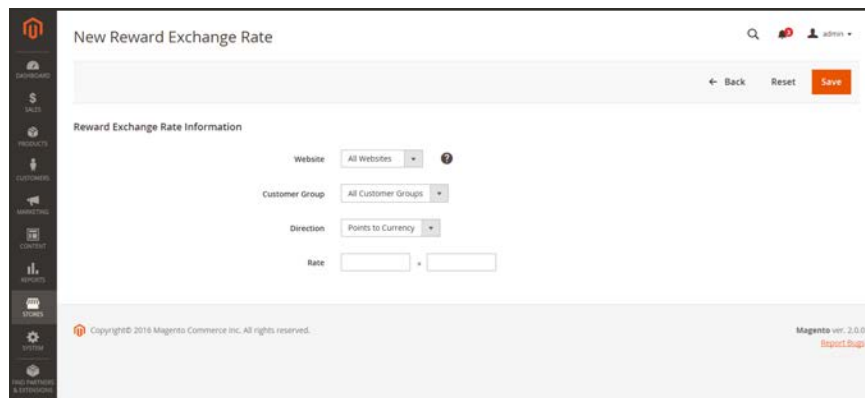 New Reward Exchange Rate
3
admin
DASHBOARD
← Back
Reset
Save
$
SALES
Reward Exchange Rate Information
PRODUCTS
Website
All Websites
?
CUSTOMERS
Customer Group
All Customer Groups
MARKETING
Direction
Points to Currency
CONTENT
Rate
=
REPORTS
STORES
Copyright© 2016 Magento Commerce Inc. All rights reserved.
Magento ver. 2.0.0
Report Bugs
SYSTEM
FIND PARTNERS
& EXTENSIONS